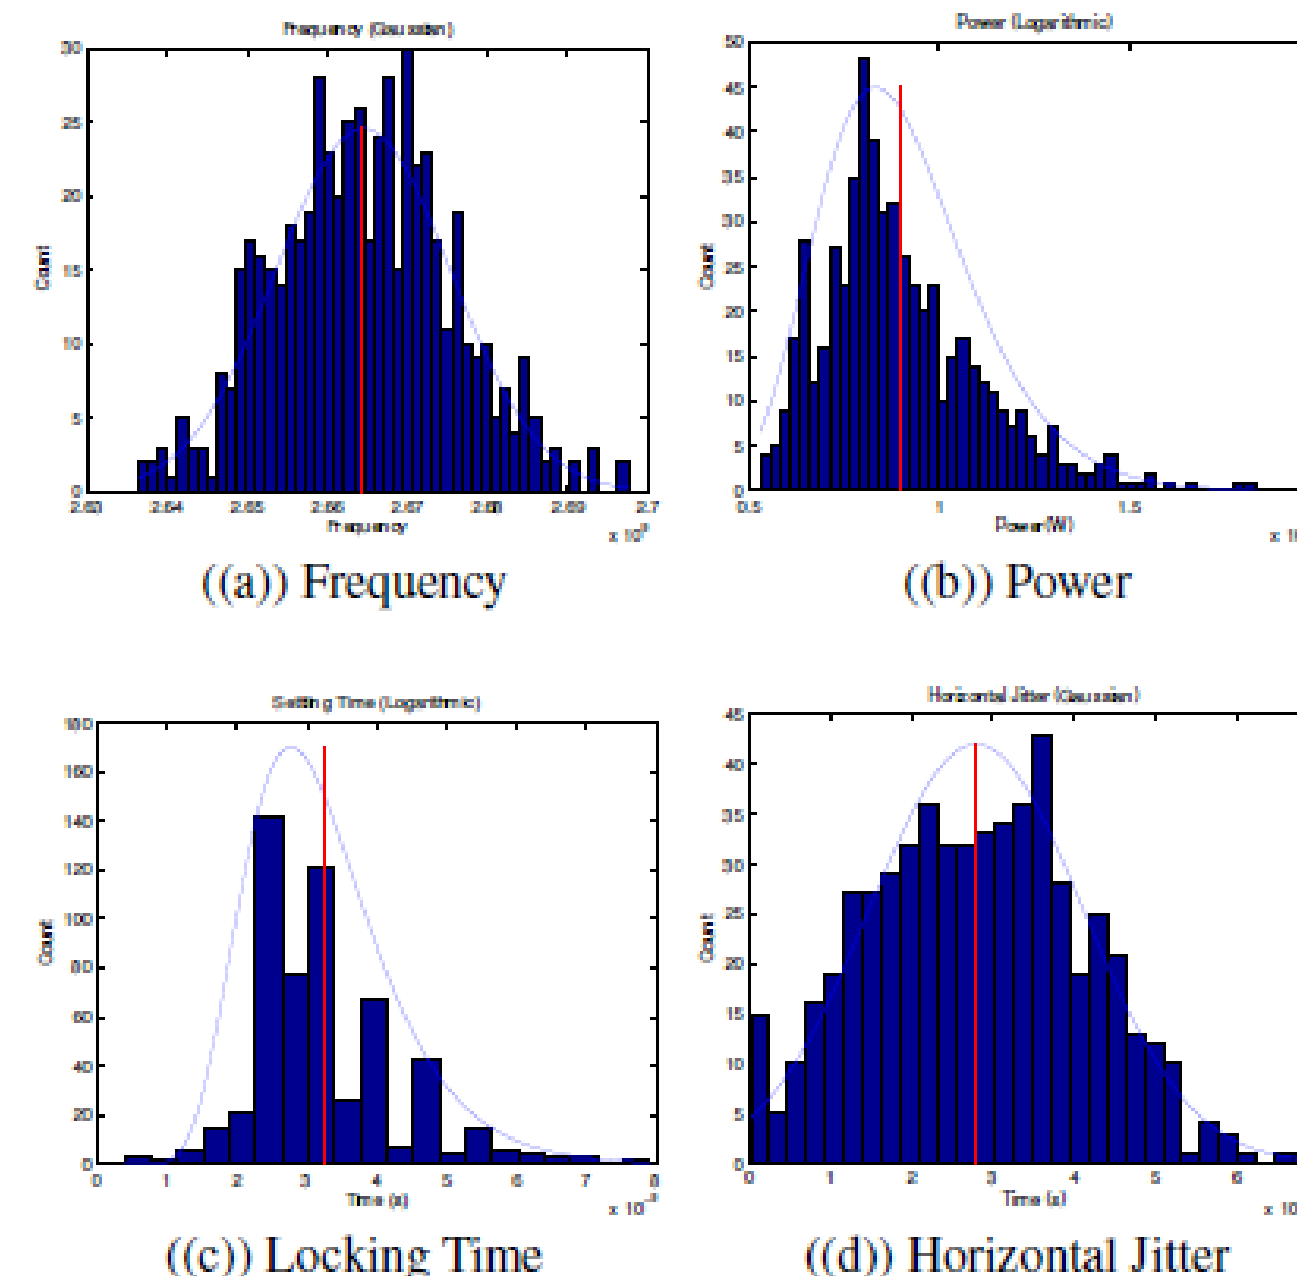 Frequency (Gaussian)
30
25
20
15
10
5
0
Count
2.63 2.64 2.65 2.66 2.67 2.68 2.69 2.7
Frequency
x 10⁹
((a)) Frequency
Power (Logarithmic)
50
45
40
35
30
25
20
15
10
5
0
Count
0.5 1 1.5
Power(W)
((b)) Power
Settling Time (Logarithmic)
180
160
140
120
100
80
60
40
20
0
Count
0 1 2 3 4 5 6 7 8
Time (s)
((c)) Locking Time
Horizontal Jitter (Gaussian)
45
40
35
30
25
20
15
10
5
0
Count
0 1 2 3 4 5 6
Time (s)
((d)) Horizontal Jitter